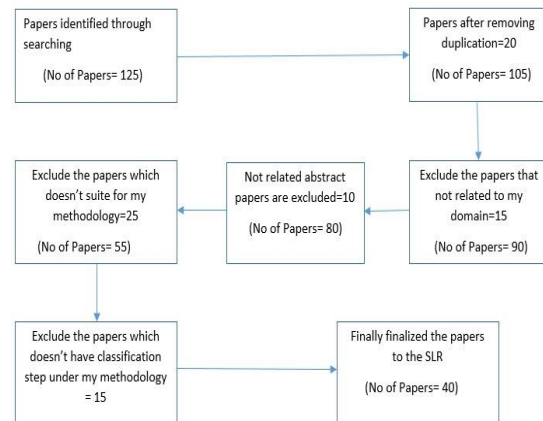 Papers identified through
searching
(No of Papers= 125)
Papers after removing
duplication=20
(No of Papers= 105)
Exclude the papers that
not related to my
domain=15
(No of Papers= 90)
Not related abstract
papers are excluded=10
(No of Papers= 80)
Exclude the papers which
doesn't suite for my
methodology=25
(No of Papers= 55)
Exclude the papers which
doesn't have classification
step under my methodology
= 15
Finally finalized the papers
to the SLR
(No of Papers= 40)